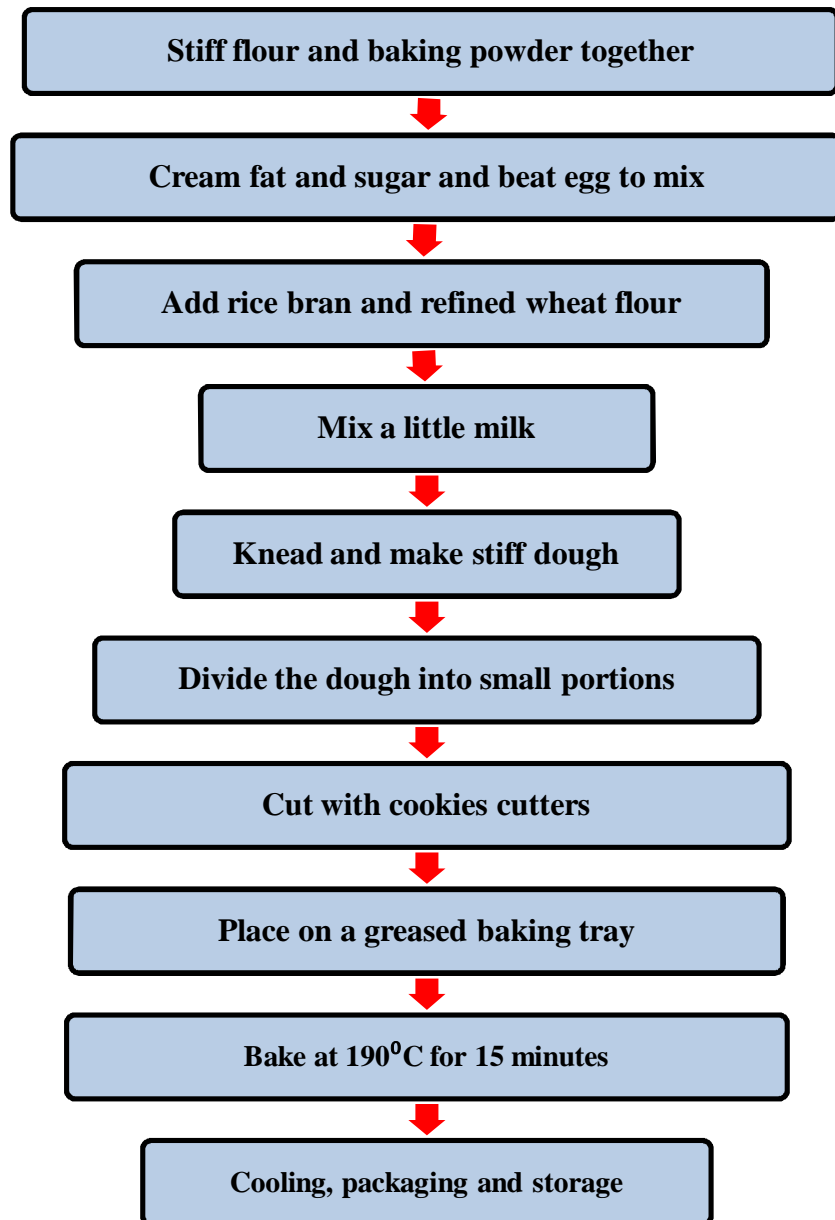 Stiff flour and baking powder together
Cream fat and sugar and beat egg to mix
Add rice bran and refined wheat flour
Mix a little milk
Knead and make stiff dough
Divide the dough into small portions
Cut with cookies cutters
Place on a greased baking tray
Bake at 190⁰C for 15 minutes
Cooling, packaging and storage